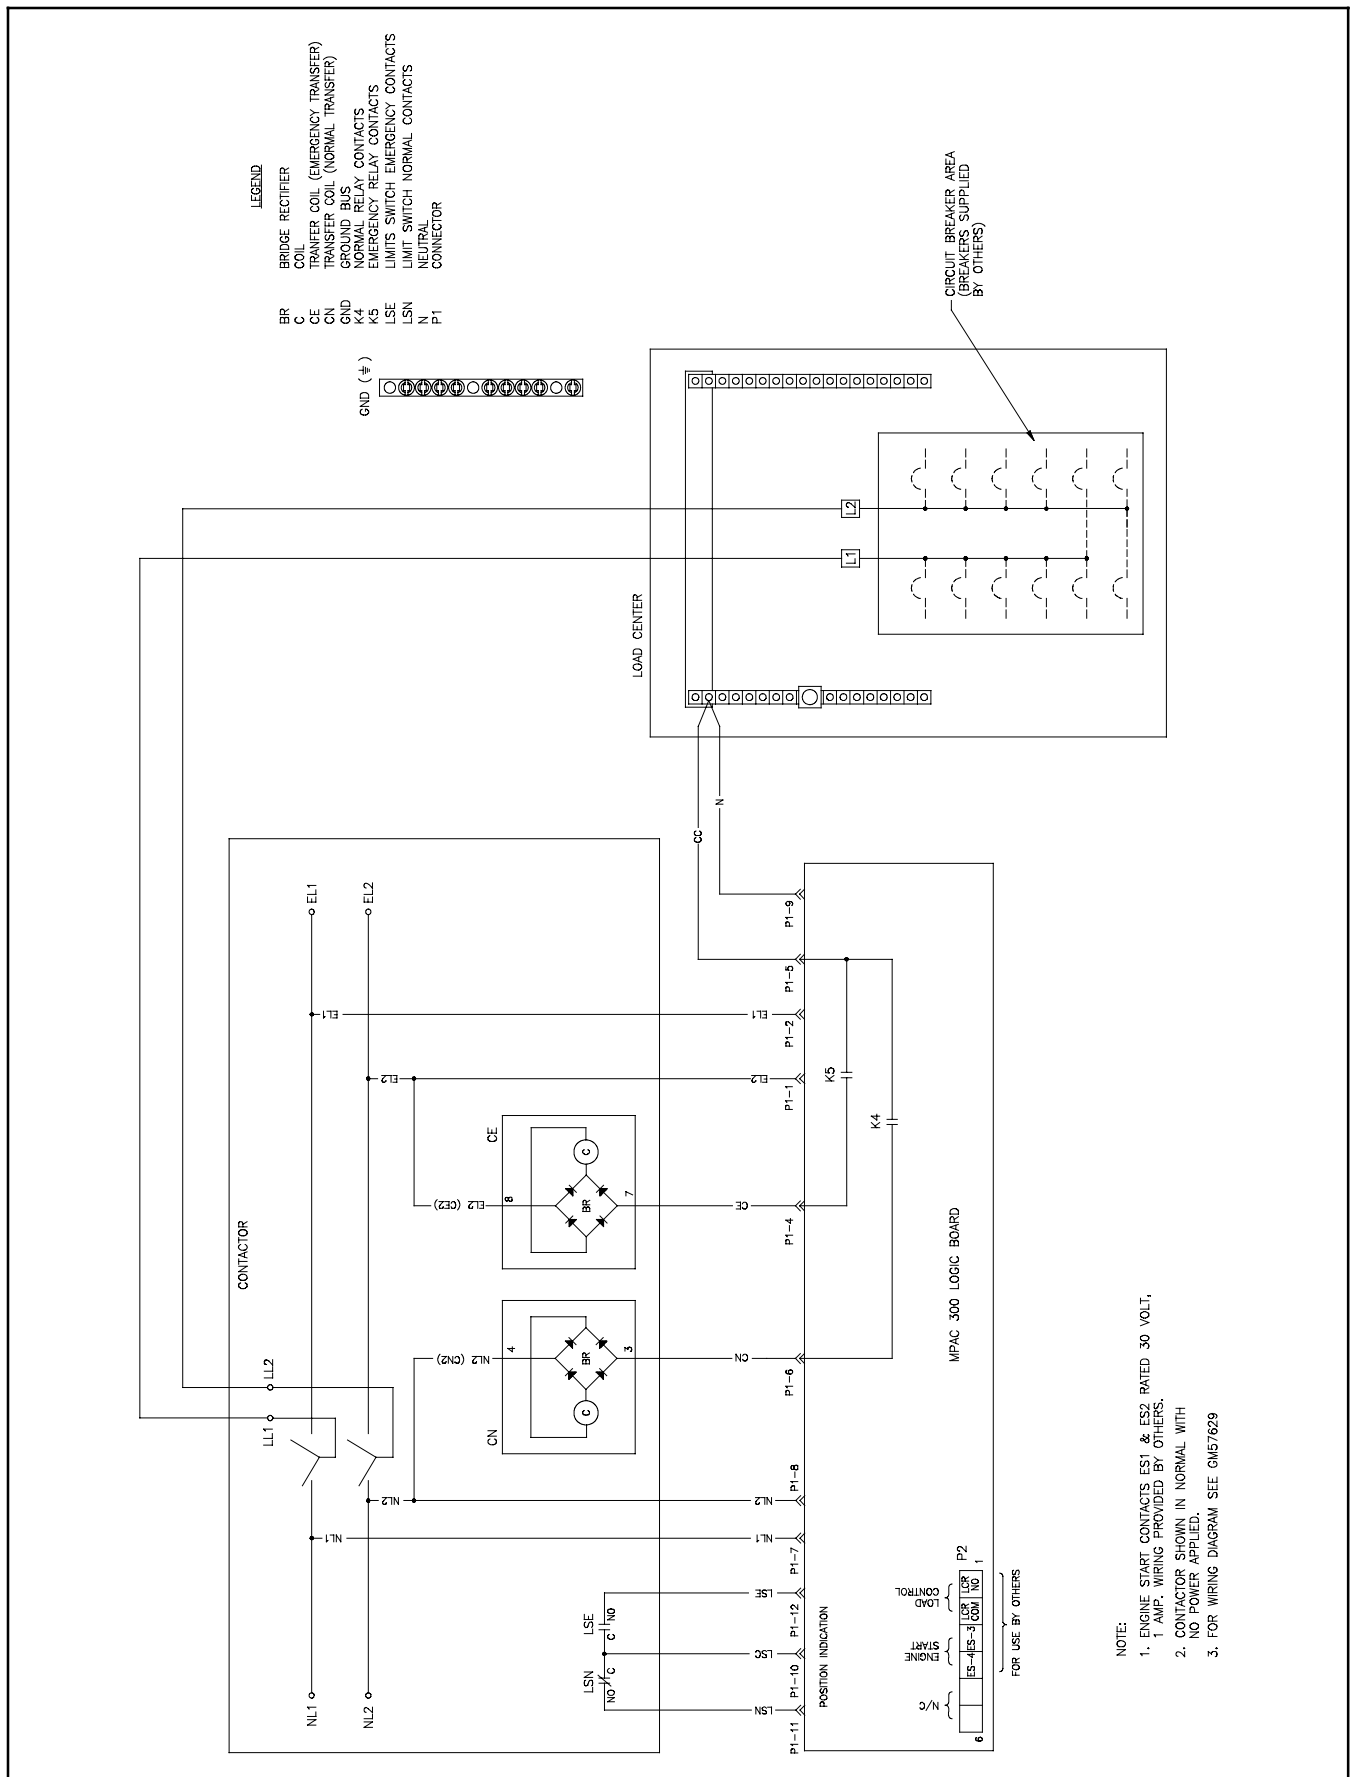 LEGEND
BR BRIDGE RECTIFIER
C COIL
CE TRANFER COIL (EMERGENCY TRANSFER)
CN TRANSFER COIL (NORMAL TRANSFER)
GND GROUND BUS
K4 NORMAL RELAY CONTACTS
K5 EMERGENCY RELAY CONTACTS
LSE LIMITS SWITCH EMERGENCY CONTACTS
LSN LIMIT SWITCH NORMAL CONTACTS
N NEUTRAL
P1 CONNECTOR
GND (⏚)
CIRCUIT BREAKER AREA
(BREAKERS SUPPLIED
BY OTHERS)
LOAD CENTER
L2
L1
CC
N
CONTACTOR
EL1
EL2
LL2
LL1
NL1
NL2
EL1
EL2
NL2
NL1
EL2 (CE2)
NL2 (CN2)
CE
8
C
BR
7
CN
4
C
BR
3
LSE
NO
C
LSN
C
NO
EL1
EL2
CE
CN
NL2
NL1
LSE
LSC
LSN
P1-9
P1-5
P1-2
P1-1
P1-4
P1-6
P1-8
P1-7
P1-12
P1-10
P1-11
K5
K4
MPAC 300 LOGIC BOARD
POSITION INDICATION
N/C
ENGINE
START
LOAD
CONTROL
P2
6
ES-4
ES-3
LCR
COM
LCR
NO
1
FOR USE BY OTHERS
NOTE:
1. ENGINE START CONTACTS ES1 & ES2 RATED 30 VOLT,
1 AMP. WIRING PROVIDED BY OTHERS.
2. CONTACTOR SHOWN IN NORMAL WITH
NO POWER APPLIED.
3. FOR WIRING DIAGRAM SEE GM57629